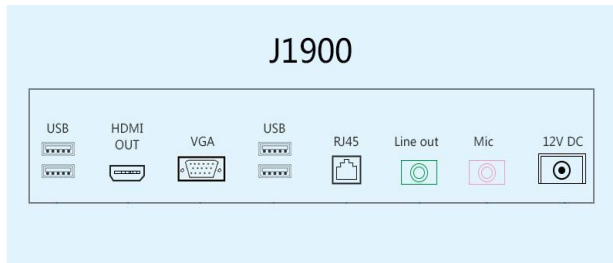 J1900
USB
HDMI
OUT
VGA
USB
RJ45
Line out
Mic
12V DC